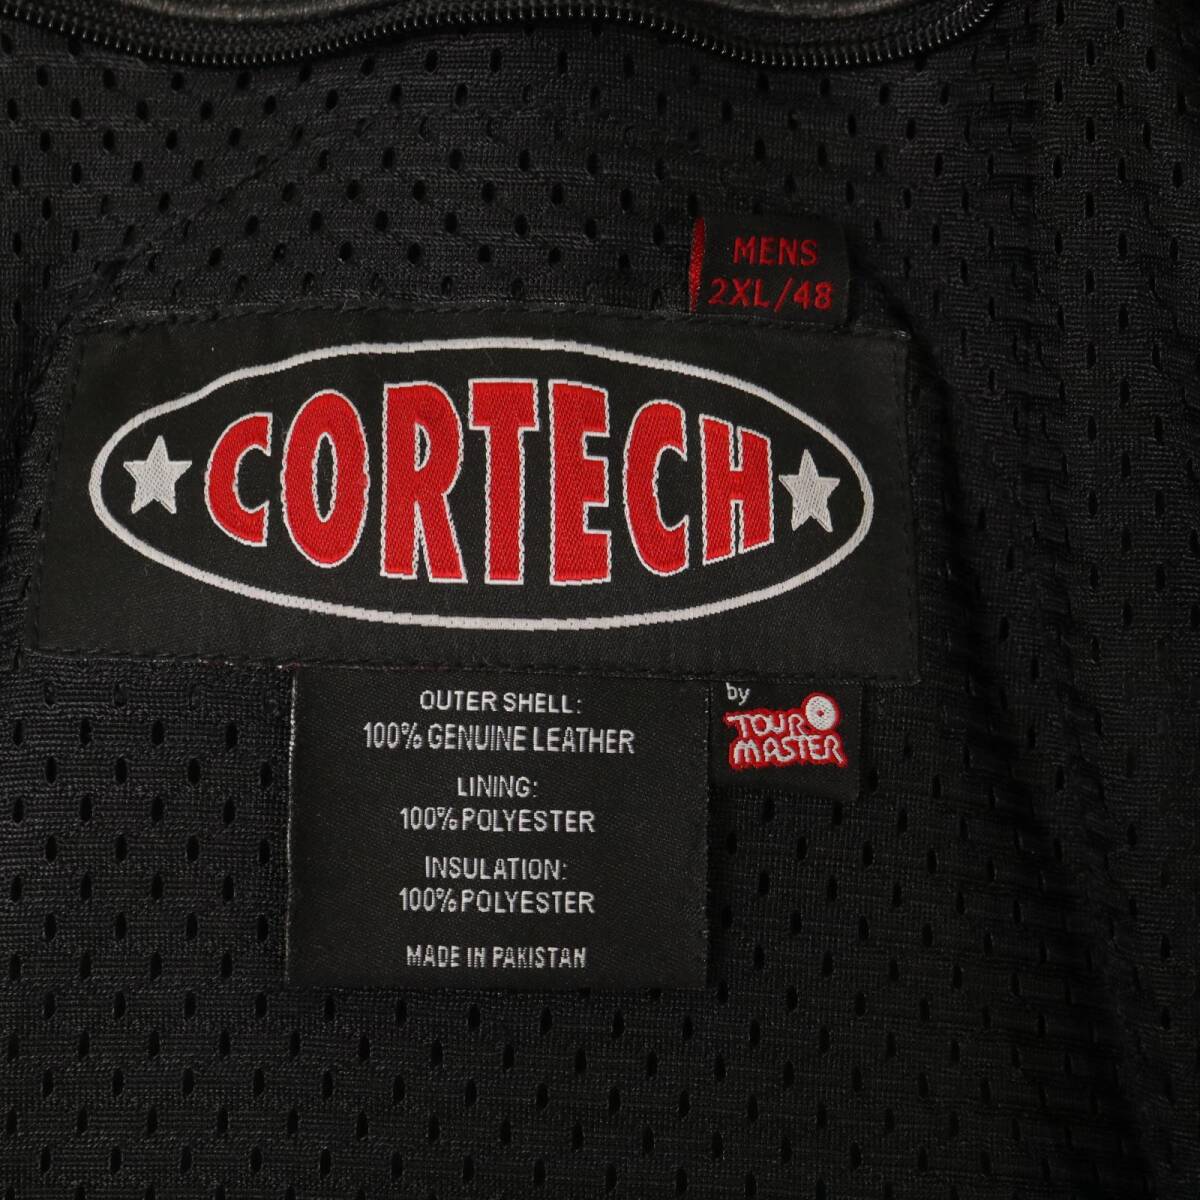 MENS
2XL/48
CORTECH
by
TOUR
MASTER
OUTER SHELL:
100% GENUINE LEATHER
LINING:
100% POLYESTER
INSULATION:
100% POLYESTER
MADE IN PAKISTAN